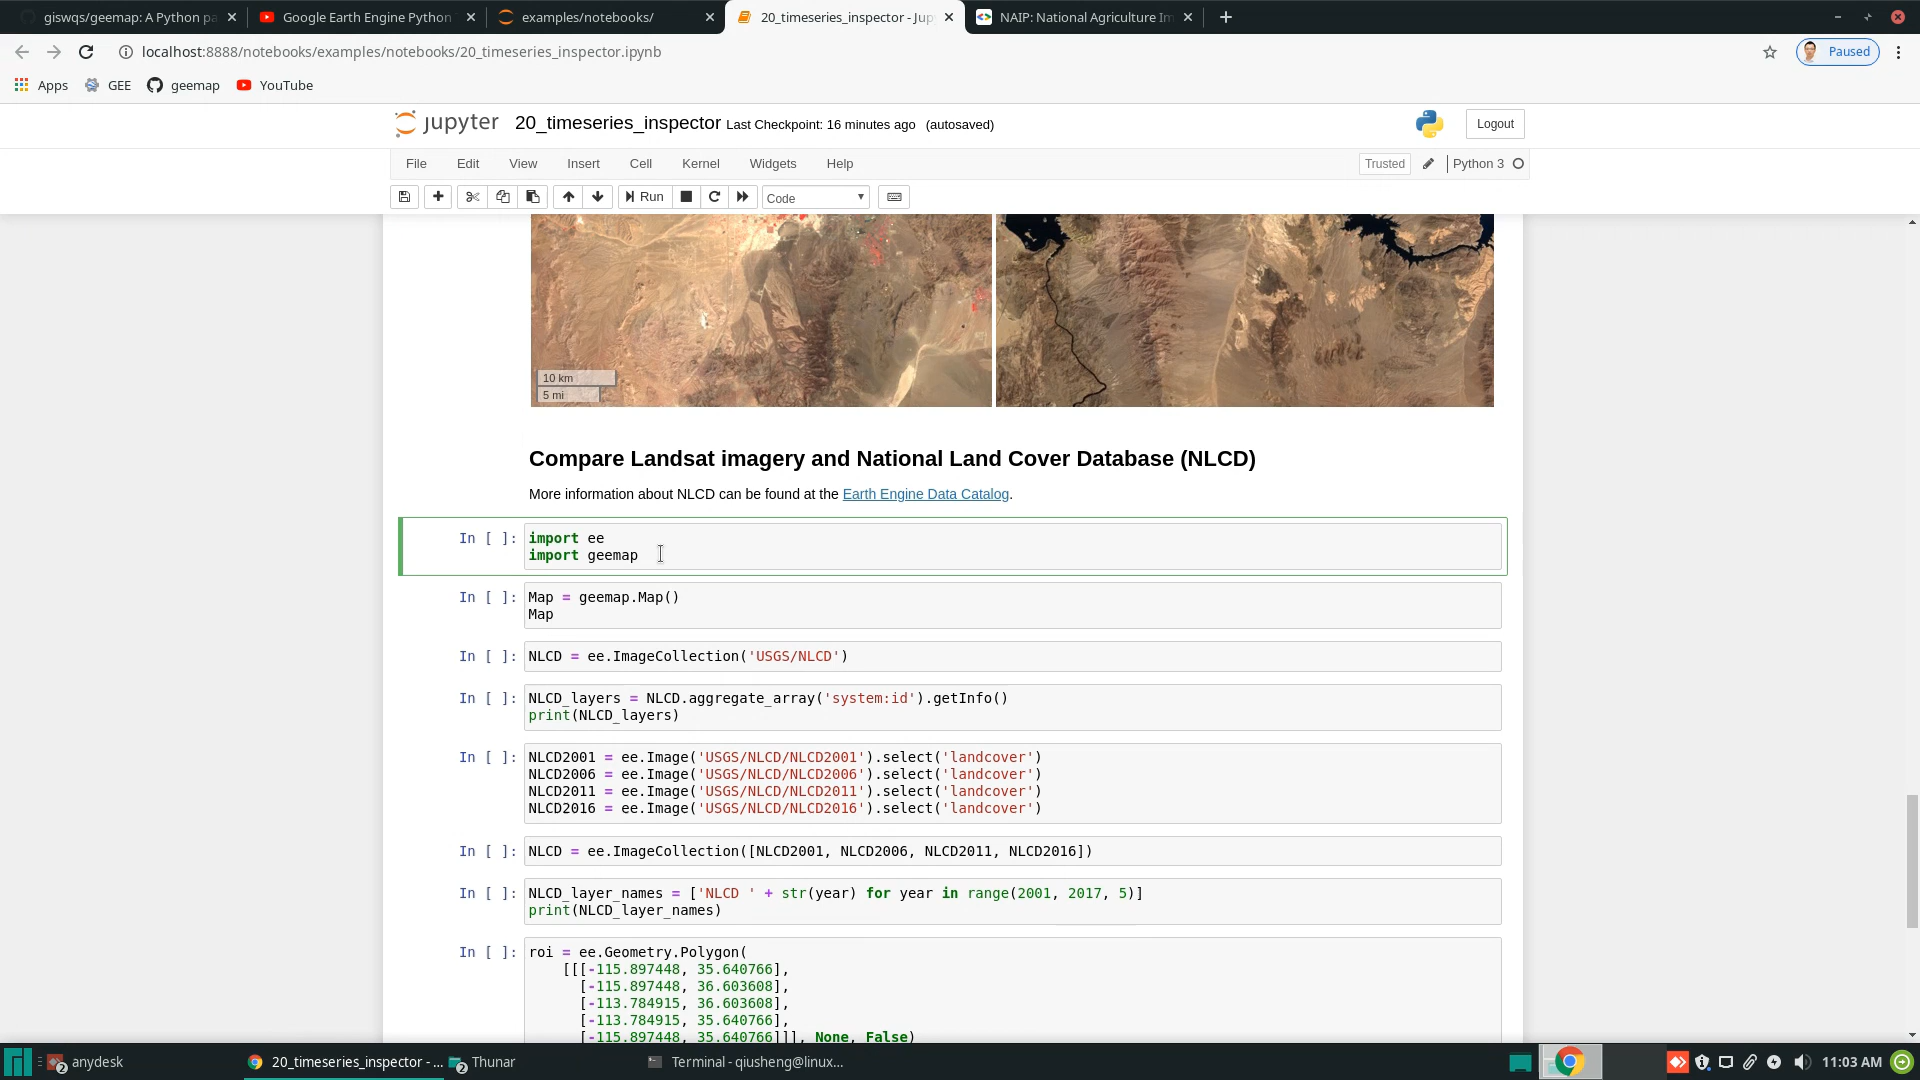 giswqs/geemap: A Python pa
Google Earth Engine Python
examples/notebooks/
20_timeseries_inspector - Jup
NAIP: National Agriculture Im
localhost:8888/notebooks/examples/notebooks/20_timeseries_inspector.ipynb
Paused
Apps
GEE
geemap
YouTube
jupyter
20_timeseries_inspector Last Checkpoint: 16 minutes ago (autosaved)
Logout
File Edit View Insert Cell Kernel Widgets Help
Trusted
Python 3
Run
Code
10 km
5 mi
Compare Landsat imagery and National Land Cover Database (NLCD)
More information about NLCD can be found at the Earth Engine Data Catalog.
In [ ]: import ee
import geemap
In [ ]: Map = geemap.Map()
Map
In [ ]: NLCD = ee.ImageCollection('USGS/NLCD')
In [ ]: NLCD_layers = NLCD.aggregate_array('system:id').getInfo()
print(NLCD_layers)
In [ ]: NLCD2001 = ee.Image('USGS/NLCD/NLCD2001').select('landcover')
NLCD2006 = ee.Image('USGS/NLCD/NLCD2006').select('landcover')
NLCD2011 = ee.Image('USGS/NLCD/NLCD2011').select('landcover')
NLCD2016 = ee.Image('USGS/NLCD/NLCD2016').select('landcover')
In [ ]: NLCD = ee.ImageCollection([NLCD2001, NLCD2006, NLCD2011, NLCD2016])
In [ ]: NLCD_layer_names = ['NLCD ' + str(year) for year in range(2001, 2017, 5)]
print(NLCD_layer_names)
In [ ]: roi = ee.Geometry.Polygon(
[[[-115.897448, 35.640766],
[-115.897448, 36.603608],
[-113.784915, 36.603608],
[-113.784915, 35.640766],
[-115.897448, 35.640766]]], None, False)
2
anydesk
20_timeseries_inspector - ...
2
Thunar
Terminal - qiusheng@linux...
11:03 AM